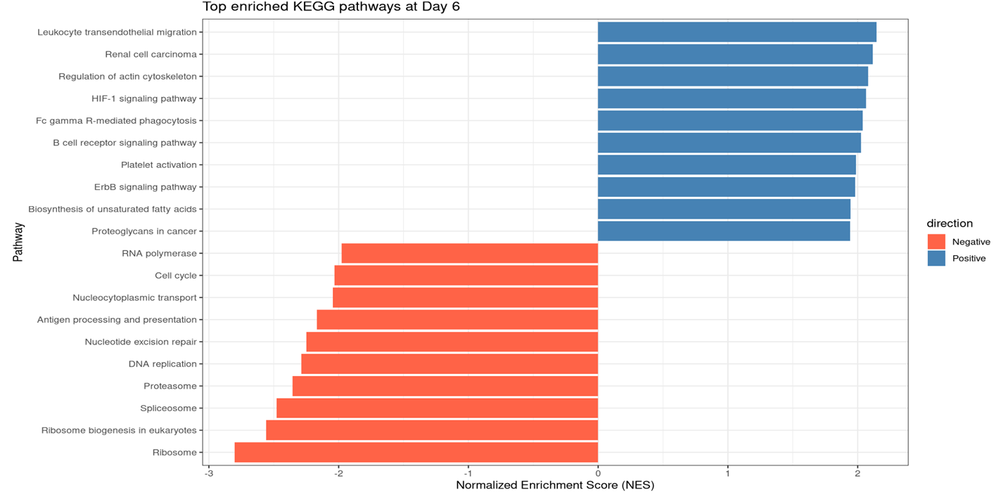 Top enriched KEGG pathways at Day 6
Leukocyte transendothelial migration
Renal cell carcinoma
Regulation of actin cytoskeleton
HIF-1 signaling pathway
Fc gamma R-mediated phagocytosis
B cell receptor signaling pathway
Platelet activation
ErbB signaling pathway
Biosynthesis of unsaturated fatty acids
Proteoglycans in cancer
RNA polymerase
Cell cycle
Nucleocytoplasmic transport
Antigen processing and presentation
Nucleotide excision repair
DNA replication
Proteasome
Spliceosome
Ribosome biogenesis in eukaryotes
Ribosome
Pathway
-3 -2 -1 0 1 2
Normalized Enrichment Score (NES)
direction
Negative
Positive